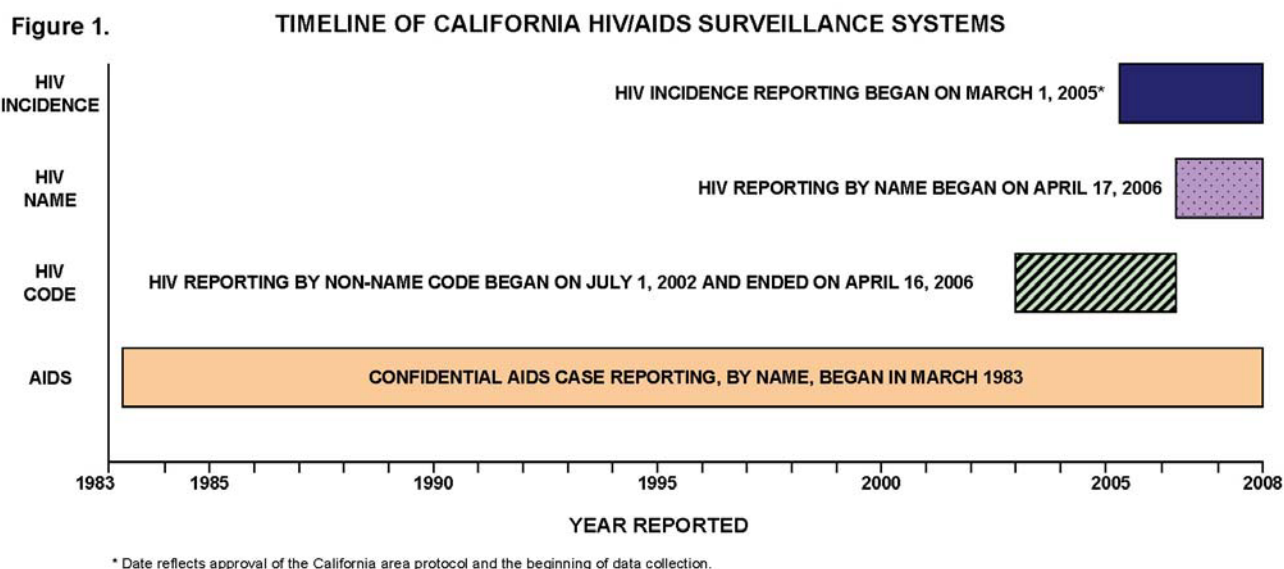 Figure 1.
TIMELINE OF CALIFORNIA HIV/AIDS SURVEILLANCE SYSTEMS
HIV
INCIDENCE
HIV INCIDENCE REPORTING BEGAN ON MARCH 1, 2005*
HIV
NAME
HIV REPORTING BY NAME BEGAN ON APRIL 17, 2006
HIV
CODE
HIV REPORTING BY NON-NAME CODE BEGAN ON JULY 1, 2002 AND ENDED ON APRIL 16, 2006
AIDS
CONFIDENTIAL AIDS CASE REPORTING, BY NAME, BEGAN IN MARCH 1983
1983 1985 1990 1995 2000 2005 2008
YEAR REPORTED
* Date reflects approval of the California area protocol and the beginning of data collection.